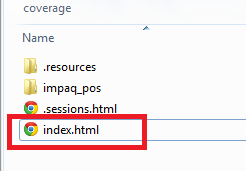 coverage
Name
.resources
impaq_pos
.sessions.html
index.html